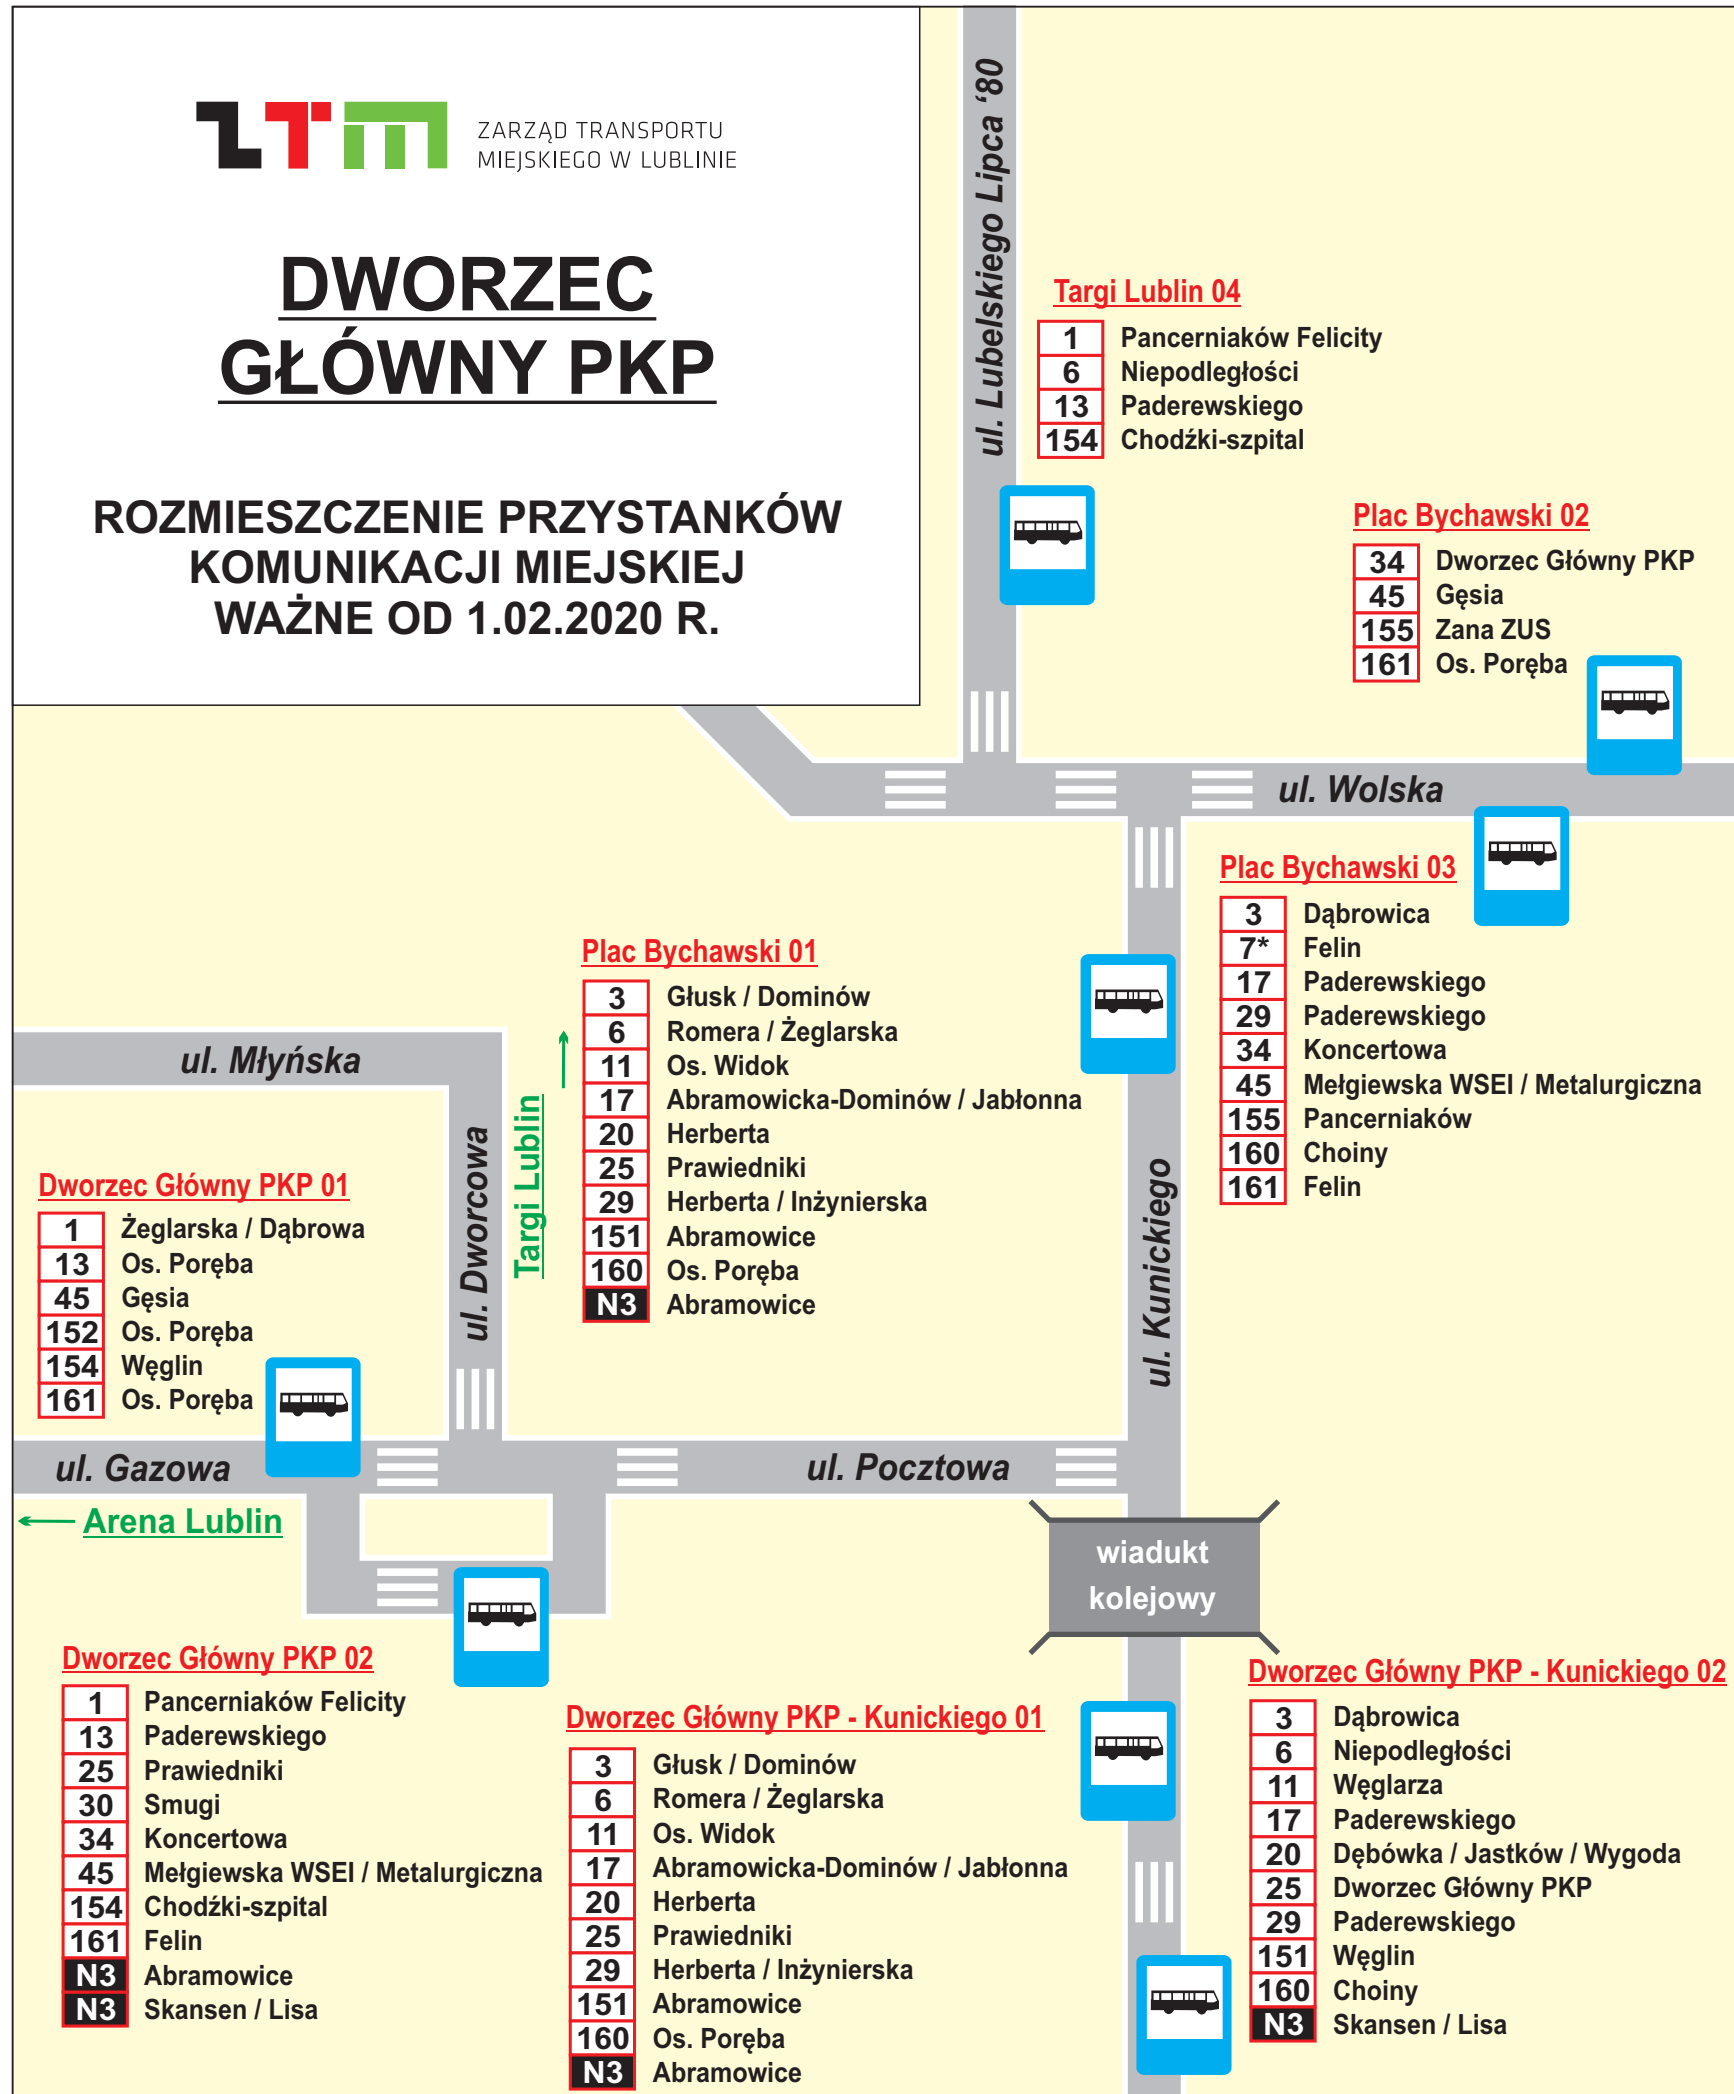 ZARZĄD TRANSPORTU
MIEJSKIEGO W LUBLINIE
DWORZEC
GŁÓWNY PKP
ROZMIESZCZENIE PRZYSTANKÓW
KOMUNIKACJI MIEJSKIEJ
WAŻNE OD 1.02.2020 R.
ul. Lubelskiego Lipca ‘80
Targi Lublin 04
1 Pancerniaków Felicity
6 Niepodległości
13 Paderewskiego
154 Chodźki-szpital
Plac Bychawski 02
34 Dworzec Główny PKP
45 Gęsia
155 Zana ZUS
161 Os. Poręba
ul. Wolska
Plac Bychawski 03
3 Dąbrowica
7* Felin
17 Paderewskiego
29 Paderewskiego
34 Koncertowa
45 Mełgiewska WSEI / Metalurgiczna
155 Pancerniaków
160 Choiny
161 Felin
Plac Bychawski 01
3 Głusk / Dominów
6 Romera / Żeglarska
11 Os. Widok
17 Abramowicka-Dominów / Jabłonna
20 Herberta
25 Prawiedniki
29 Herberta / Inżynierska
151 Abramowice
160 Os. Poręba
N3 Abramowice
ul. Młyńska
ul. Dworcowa
Targi Lublin
ul. Kunickiego
Dworzec Główny PKP 01
1 Żeglarska / Dąbrowa
13 Os. Poręba
45 Gęsia
152 Os. Poręba
154 Węglin
161 Os. Poręba
ul. Gazowa
ul. Pocztowa
Arena Lublin
wiadukt
kolejowy
Dworzec Główny PKP 02
1 Pancerniaków Felicity
13 Paderewskiego
25 Prawiedniki
30 Smugi
34 Koncertowa
45 Mełgiewska WSEI / Metalurgiczna
154 Chodźki-szpital
161 Felin
N3 Abramowice
N3 Skansen / Lisa
Dworzec Główny PKP - Kunickiego 01
3 Głusk / Dominów
6 Romera / Żeglarska
11 Os. Widok
17 Abramowicka-Dominów / Jabłonna
20 Herberta
25 Prawiedniki
29 Herberta / Inżynierska
151 Abramowice
160 Os. Poręba
N3 Abramowice
Dworzec Główny PKP - Kunickiego 02
3 Dąbrowica
6 Niepodległości
11 Węglarza
17 Paderewskiego
20 Dębówka / Jastków / Wygoda
25 Dworzec Główny PKP
29 Paderewskiego
151 Węglin
160 Choiny
N3 Skansen / Lisa